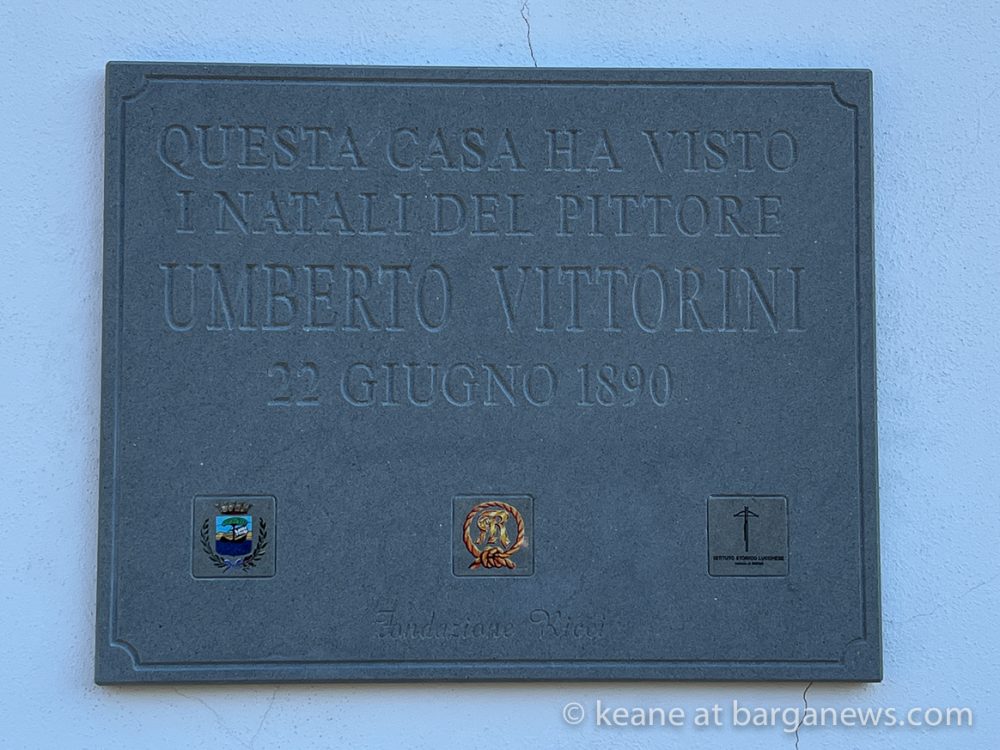 QUESTA CASA HA VISTO
I NATALI DEL PITTORE
UMBERTO VITTORINI
22 GIUGNO 1890
R
ISTITUTO STORICO LUCCHESE
Fondazione Ricci
© keane at barganews.com